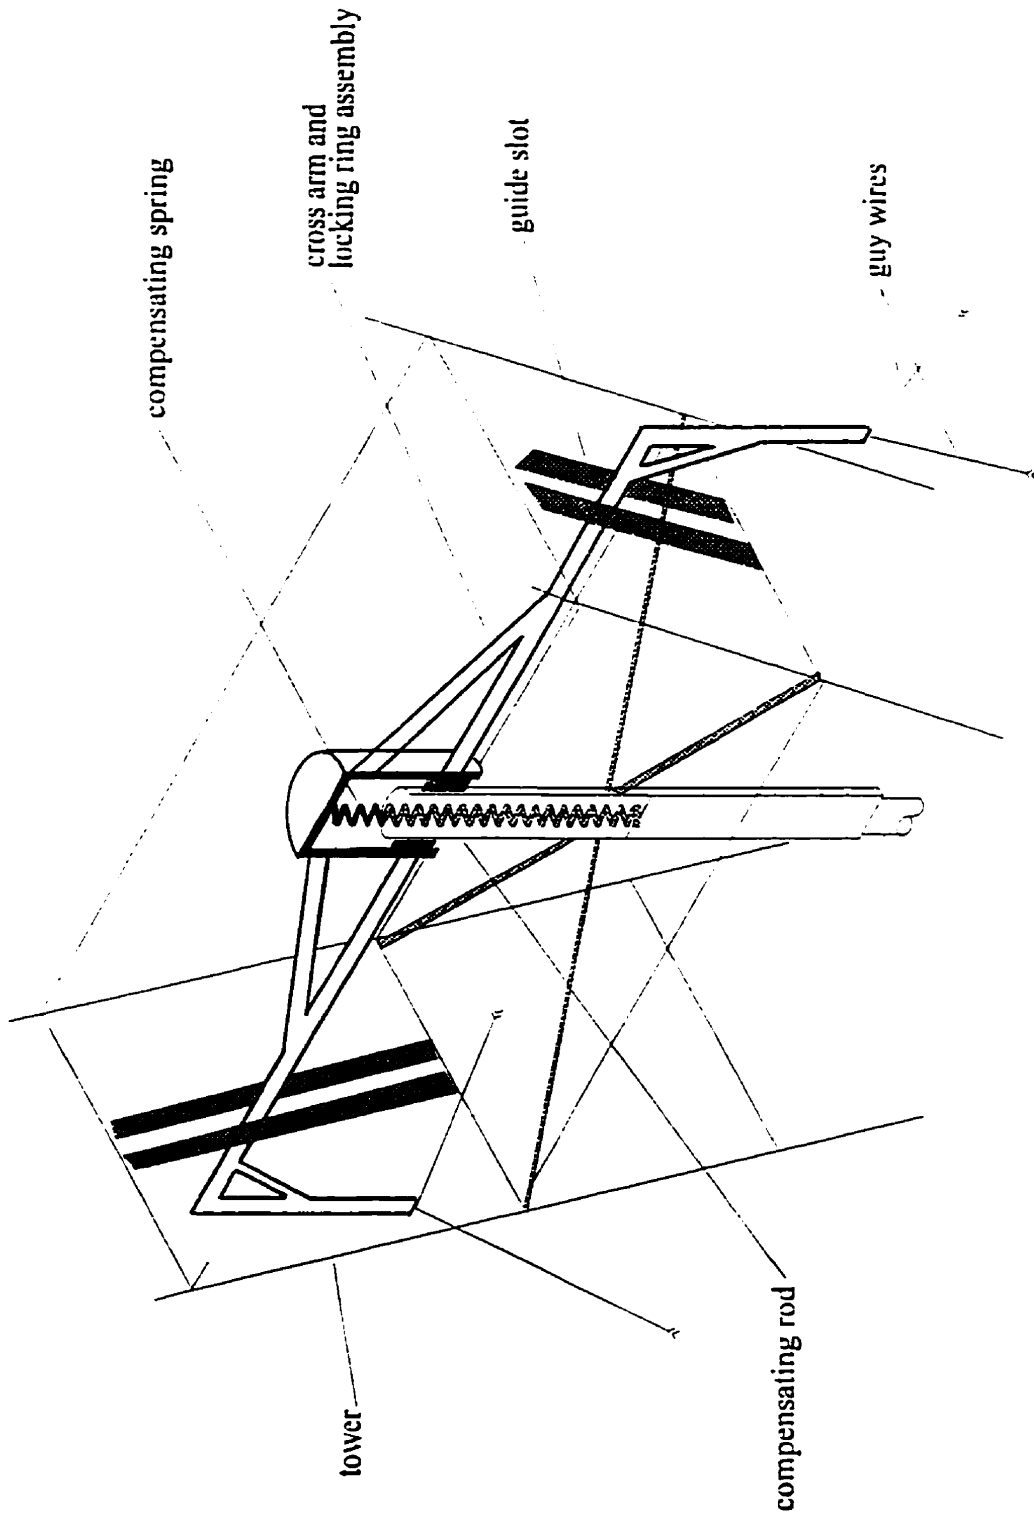 compensating spring
cross arm and
locking ring assembly
guide slot
guy wires
tower
compensating rod